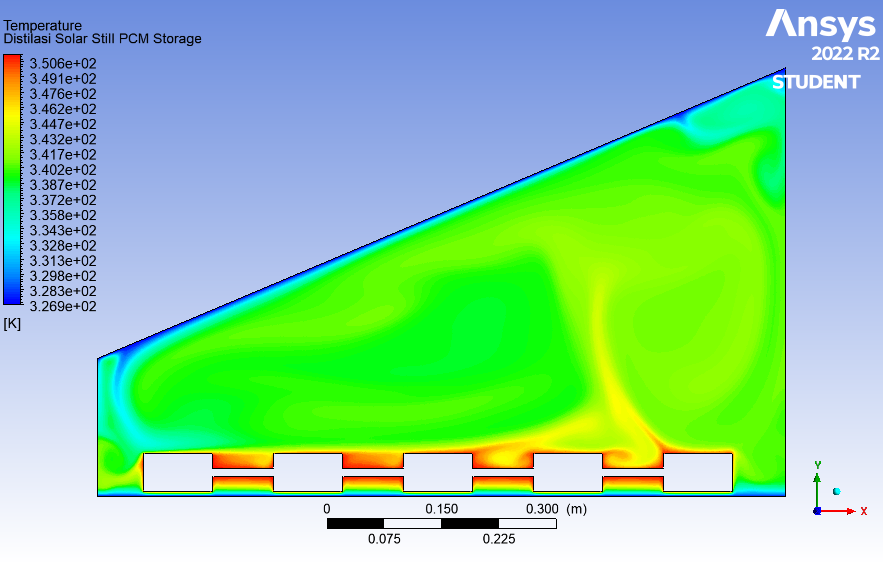 Temperature
Distilasi Solar Still PCM Storage
3.506e+02
3.491e+02
3.476e+02
3.462e+02
3.447e+02
3.432e+02
3.417e+02
3.402e+02
3.387e+02
3.372e+02
3.358e+02
3.343e+02
3.328e+02
3.313e+02
3.298e+02
3.283e+02
3.269e+02
[K]
Ansys
2022 R2
STUDENT
0 0.150 0.300 (m)
0.075 0.225
Y
X